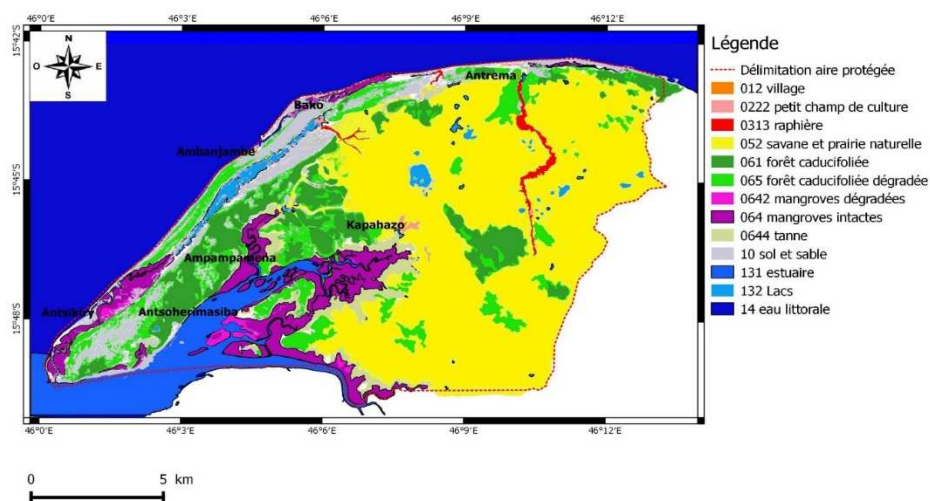 46°0'E 46°3'E 46°6'E 46°9'E 46°12'E
15°42'S
15°45'S
15°48'S
N
O E
S
Antrema
Bako
Ambanjambe
Kapahazo
Ampampamena
Antsikiry
Antsoherimasiba
46°0'E 46°3'E 46°6'E 46°9'E 46°12'E
Légende
Délimitation aire protégée
012 village
0222 petit champ de culture
0313 raphière
052 savane et prairie naturelle
061 forêt caducifoliée
065 forêt caducifoliée dégradée
0642 mangroves dégradées
064 mangroves intactes
0644 tanne
10 sol et sable
131 estuaire
132 Lacs
14 eau littorale
0 5 km